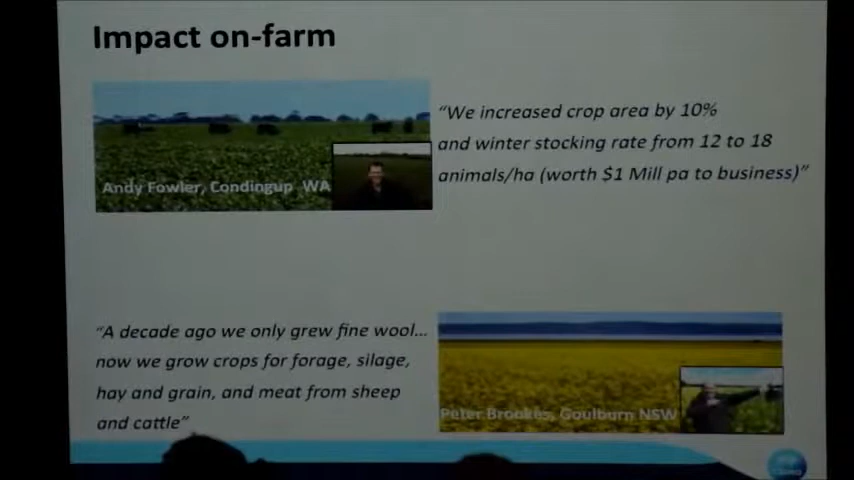 Impact on-farm
“We increased crop area by 10%
and winter stocking rate from 12 to 18
animals/ha (worth $1 Mill pa to business)”
Andy Fowler, Condingup WA
“A decade ago we only grew fine wool...
now we grow crops for forage, silage,
hay and grain, and meat from sheep
and cattle”
Peter Brookes, Goulburn NSW